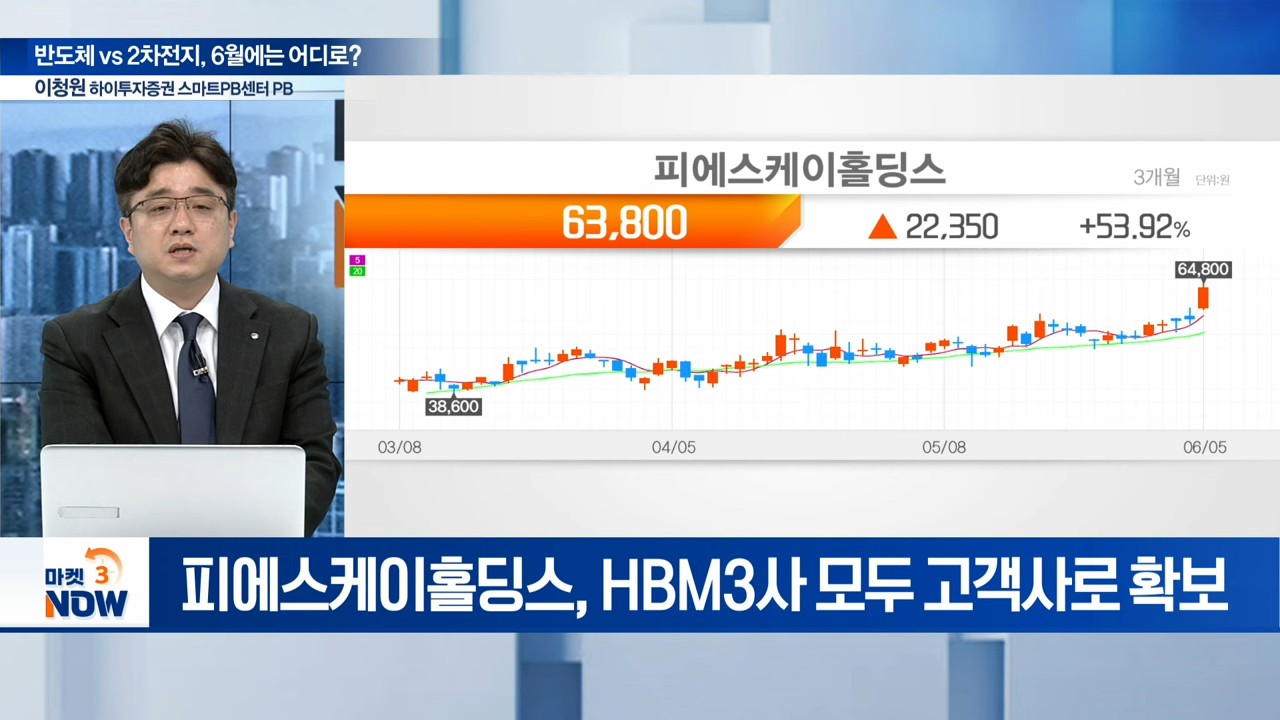 반도체 vs 2차전지, 6월에는 어디로?
이청원 하이투자증권 스마트PB센터 PB
피에스케이홀딩스
3개월 단위:원
63,800 ▲ 22,350 +53.92%
5
20
64,800
38,600
03/08 04/05 05/08 06/05
마켓 3
NOW
피에스케이홀딩스, HBM3사 모두 고객사로 확보